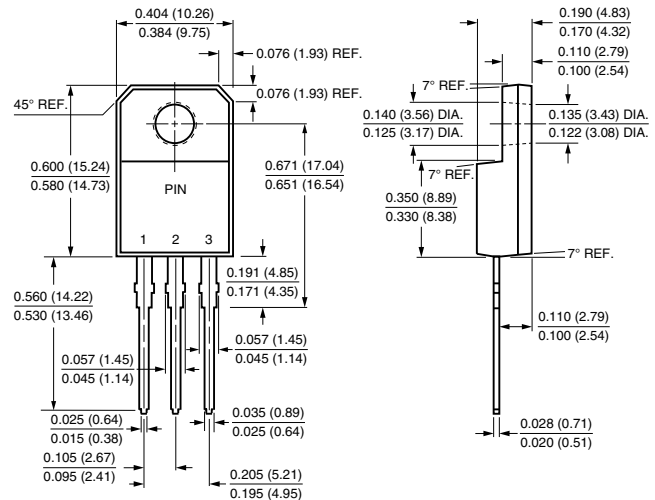 0.404 (10.26)
0.384 (9.75)
0.076 (1.93) REF.
0.076 (1.93) REF.
45° REF.
0.600 (15.24)
0.580 (14.73)
PIN
1 2 3
0.671 (17.04)
0.651 (16.54)
0.191 (4.85)
0.171 (4.35)
0.560 (14.22)
0.530 (13.46)
0.057 (1.45)
0.045 (1.14)
0.057 (1.45)
0.045 (1.14)
0.025 (0.64)
0.015 (0.38)
0.035 (0.89)
0.025 (0.64)
0.105 (2.67)
0.095 (2.41)
0.205 (5.21)
0.195 (4.95)
0.190 (4.83)
0.170 (4.32)
0.110 (2.79)
0.100 (2.54)
7° REF.
0.140 (3.56) DIA.
0.125 (3.17) DIA.
0.135 (3.43) DIA.
0.122 (3.08) DIA.
7° REF.
0.350 (8.89)
0.330 (8.38)
7° REF.
0.110 (2.79)
0.100 (2.54)
0.028 (0.71)
0.020 (0.51)